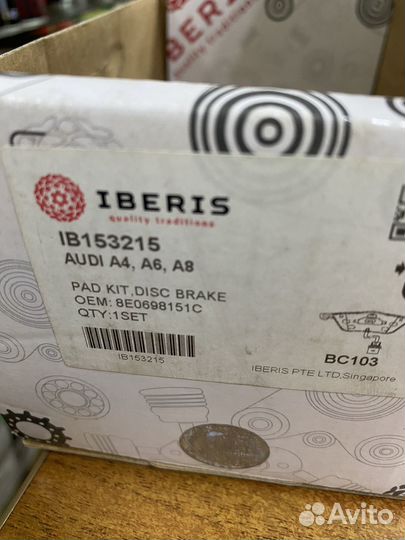 IBERIS
IBERIS
quality traditions
IB153215
AUDI A4, A6, A8
PAD KIT,DISC BRAKE
OEM: 8E0698151C
QTY:1SET
IB153215
BC103
IBERIS PTE LTD,Singapore
Avito